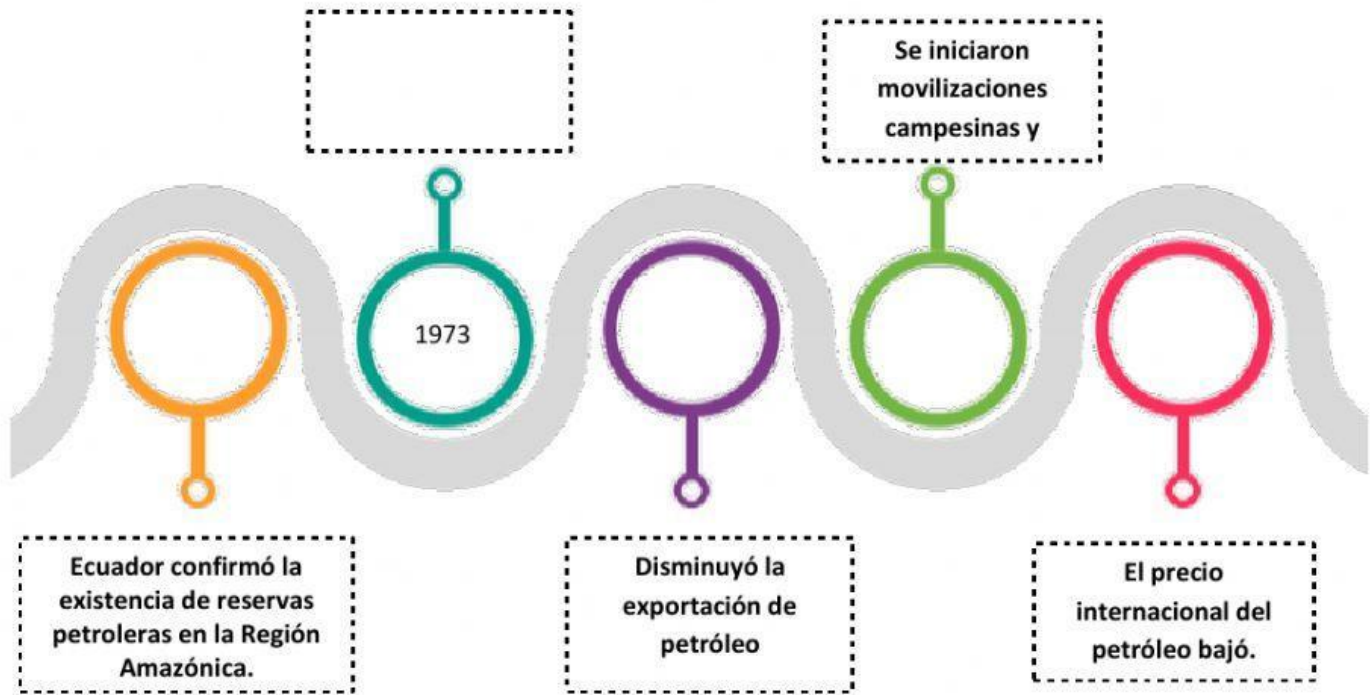 Se iniciaron
movilizaciones
campesinas y
1973
Ecuador confirmó la
existencia de reservas
petroleras en la Región
Amazónica.
Disminuyó la
exportación de
petróleo
El precio
internacional del
petróleo bajó.